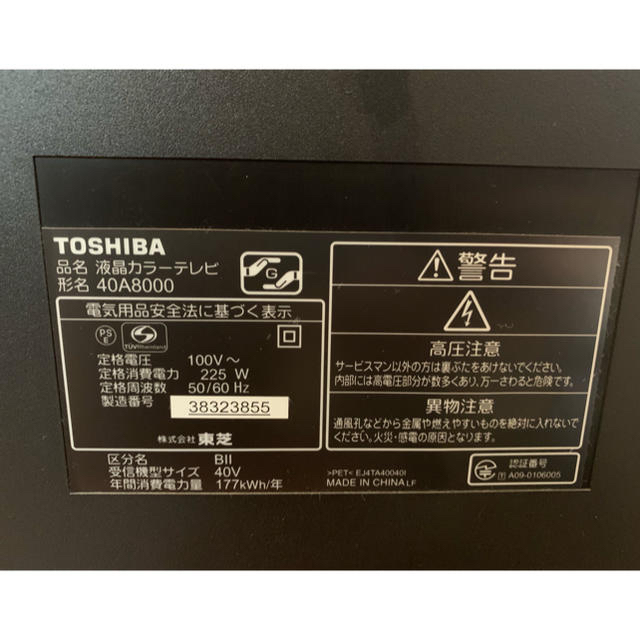 TOSHIBA
品名 液晶カラーテレビ
形名 40A8000
G
電気用品安全法に基づく表示
PS
E
TÜVRheinland
定格電圧 100V～
定格消費電力 225 W
定格周波数 50/60 Hz
製造番号 38323855
株式会社 東芝
区分名 BII
受信機型サイズ 40V
年間消費電力量 177kWh/年
警告
高圧注意
サービスマン以外の方は裏ぶたをあけないでください。
内部には高電圧部分が数多くあり、万一さわると危険です。
異物注意
通風孔などから金属や燃えやすいものを絶対に入れないで
ください。火災・感電の原因となります。
>PET< EJ4TA40040I
MADE IN CHINA LF
認証番号
T A09-0106005